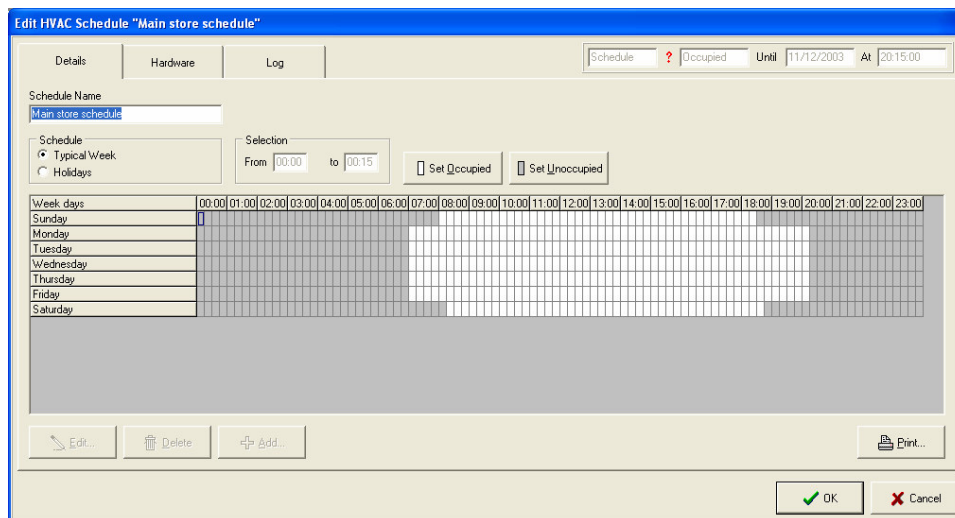 Edit HVAC Schedule "Main store schedule"
Details Hardware Log Schedule ? Occupied Until 11/12/2003 At 20:15:00
Schedule Name
Main store schedule
Schedule Selection
Typical Week
From 00:00 to 00:15 Set Occupied Set Unoccupied
Holidays
Week days 00:00 01:00 02:00 03:00 04:00 05:00 06:00 07:00 08:00 09:00 10:00 11:00 12:00 13:00 14:00 15:00 16:00 17:00 18:00 19:00 20:00 21:00 22:00 23:00
Sunday
Monday
Tuesday
Wednesday
Thursday
Friday
Saturday
Edit... Delete Add... Print...
OK Cancel